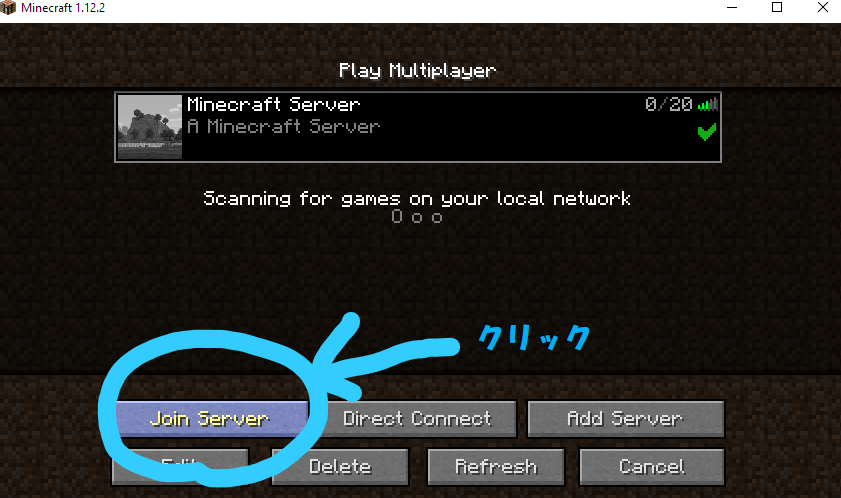 Minecraft 1.12.2
Play Multiplayer
Minecraft Server 0/20
A Minecraft Server
Scanning for games on your local network
O o o
クリック
Join Server Direct Connect Add Server
Edit Delete Refresh Cancel